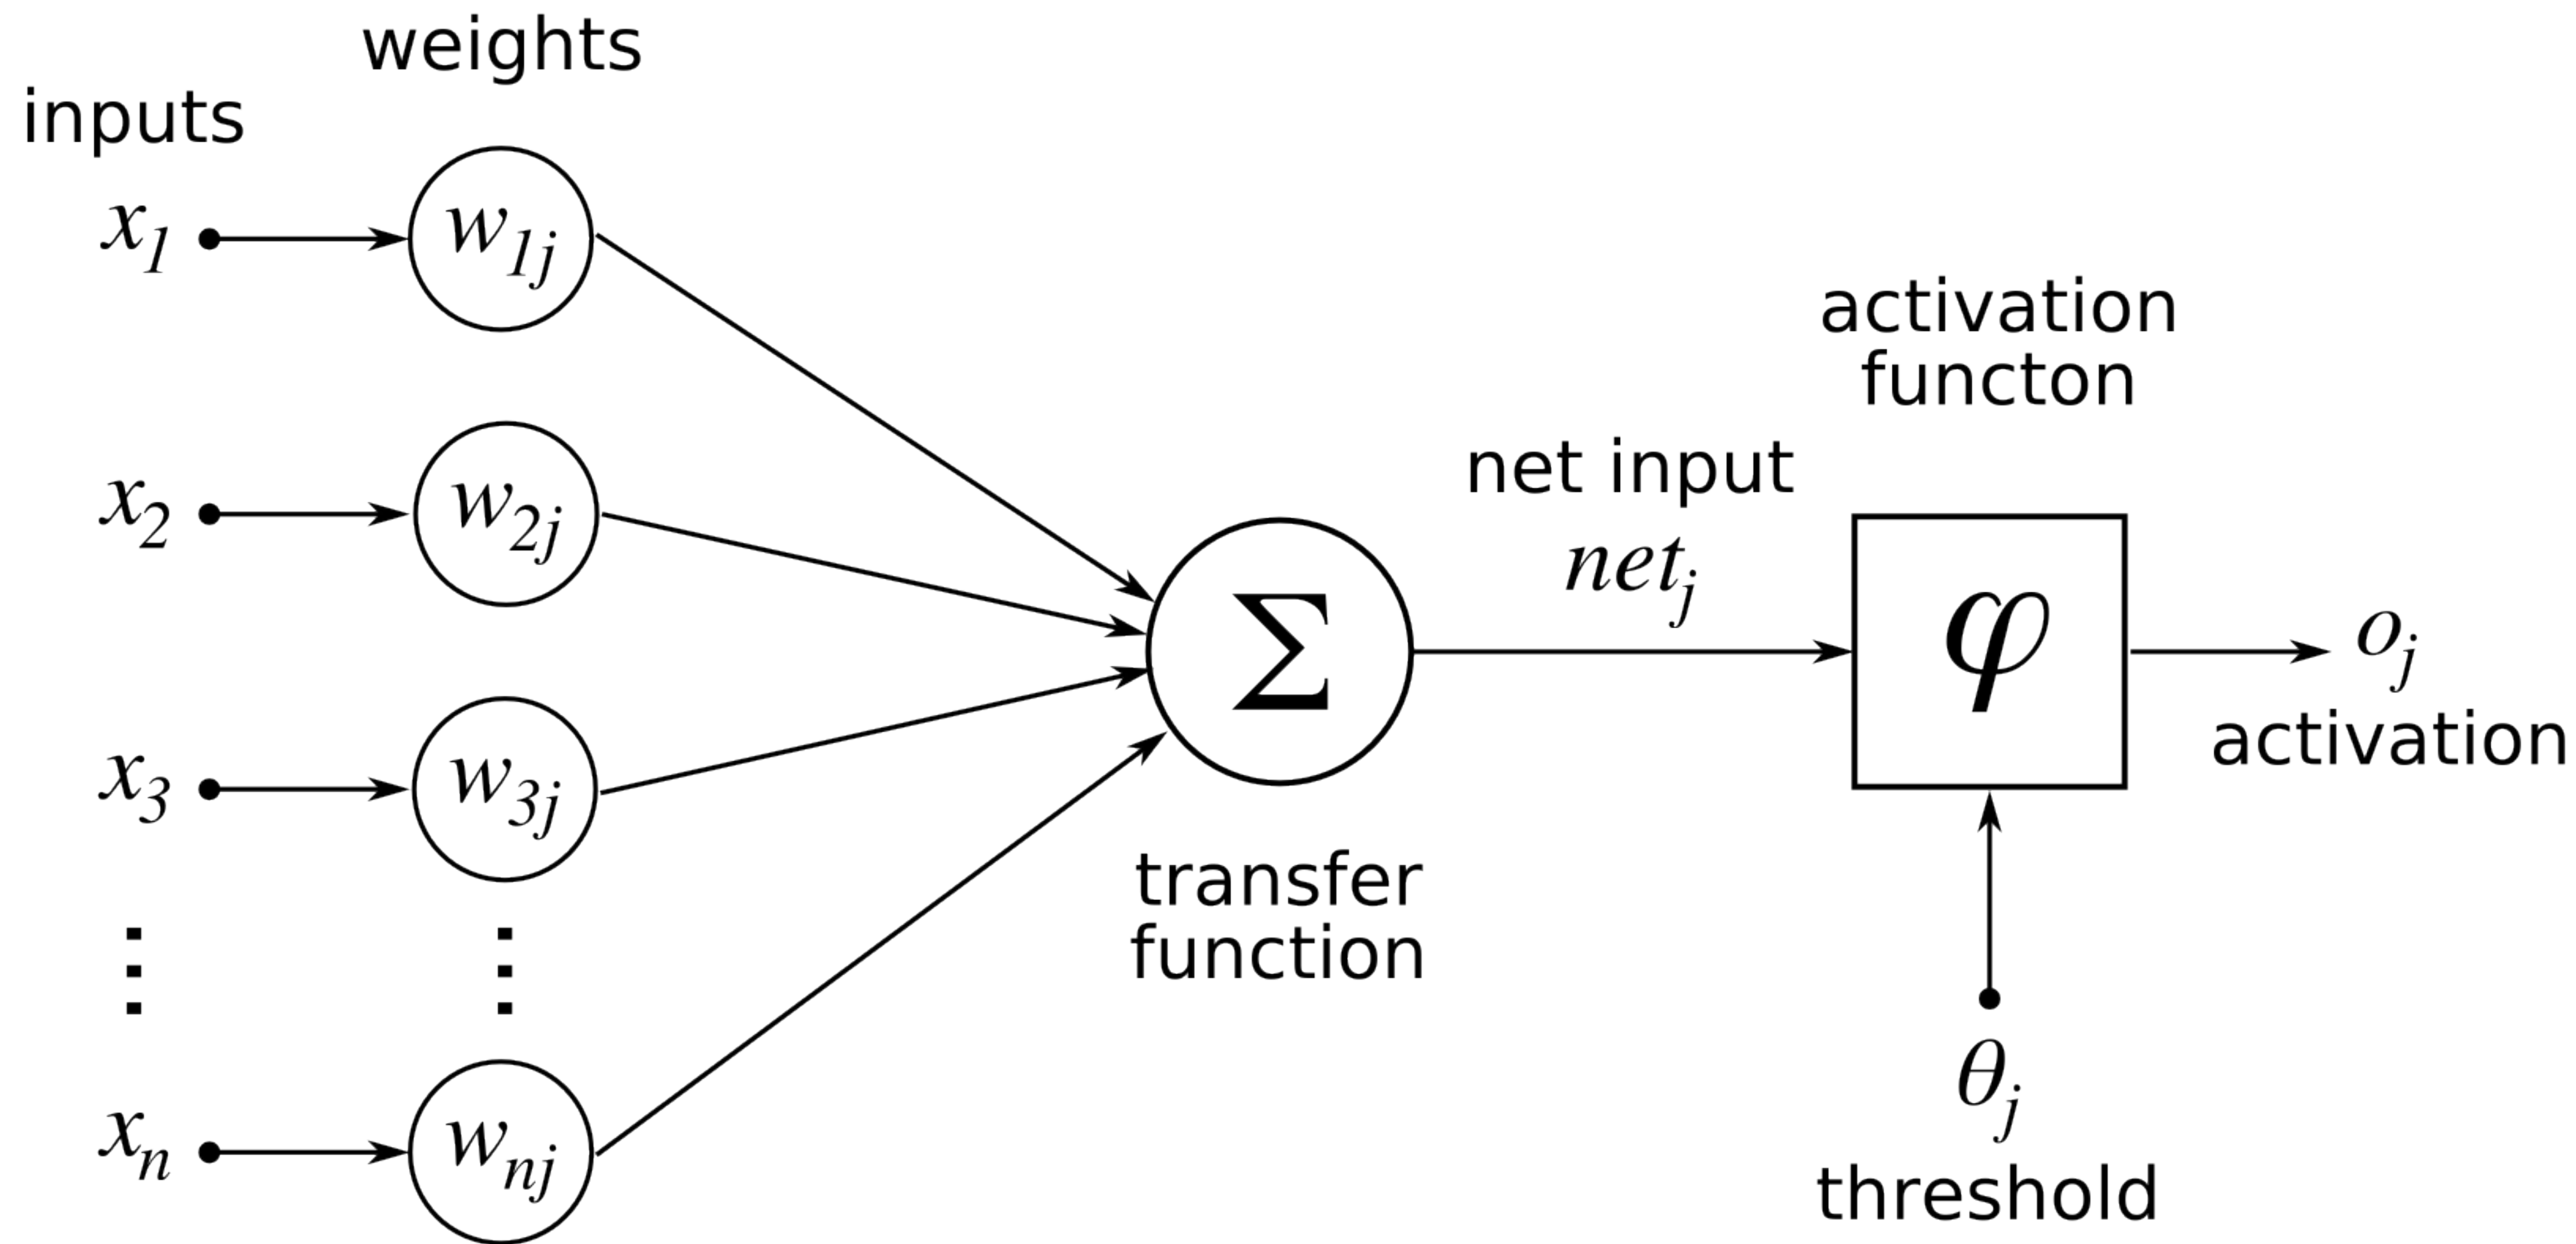 weights
inputs
x1
w1j
x2
w2j
x3
w3j
⋮ ⋮
xn
wnj
Σ
transfer
function
net input
netj
activation
functon
φ
oj
activation
θj
threshold